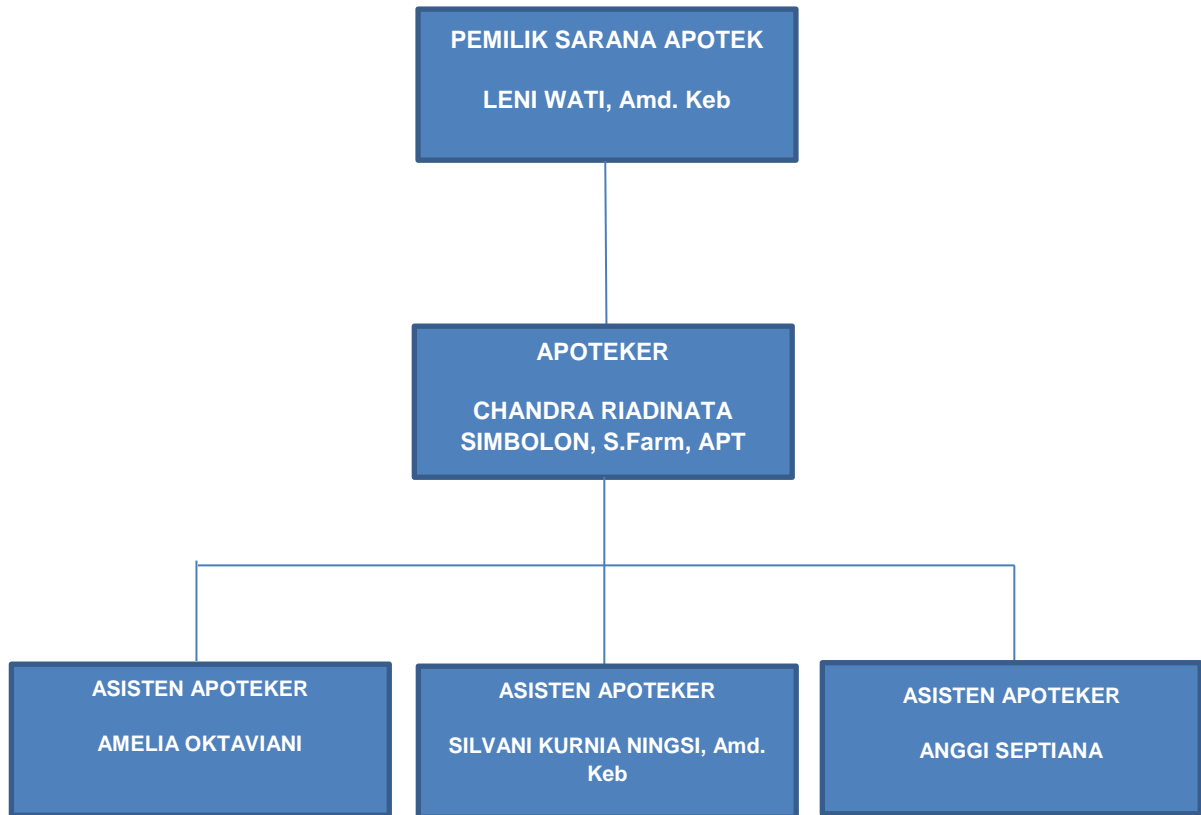 PEMILIK SARANA APOTEK
LENI WATI, Amd. Keb
APOTEKER
CHANDRA RIADINATA
SIMBOLON, S.Farm, APT
ASISTEN APOTEKER
AMELIA OKTAVIANI
ASISTEN APOTEKER
SILVANI KURNIA NINGSI, Amd.
Keb
ASISTEN APOTEKER
ANGGI SEPTIANA